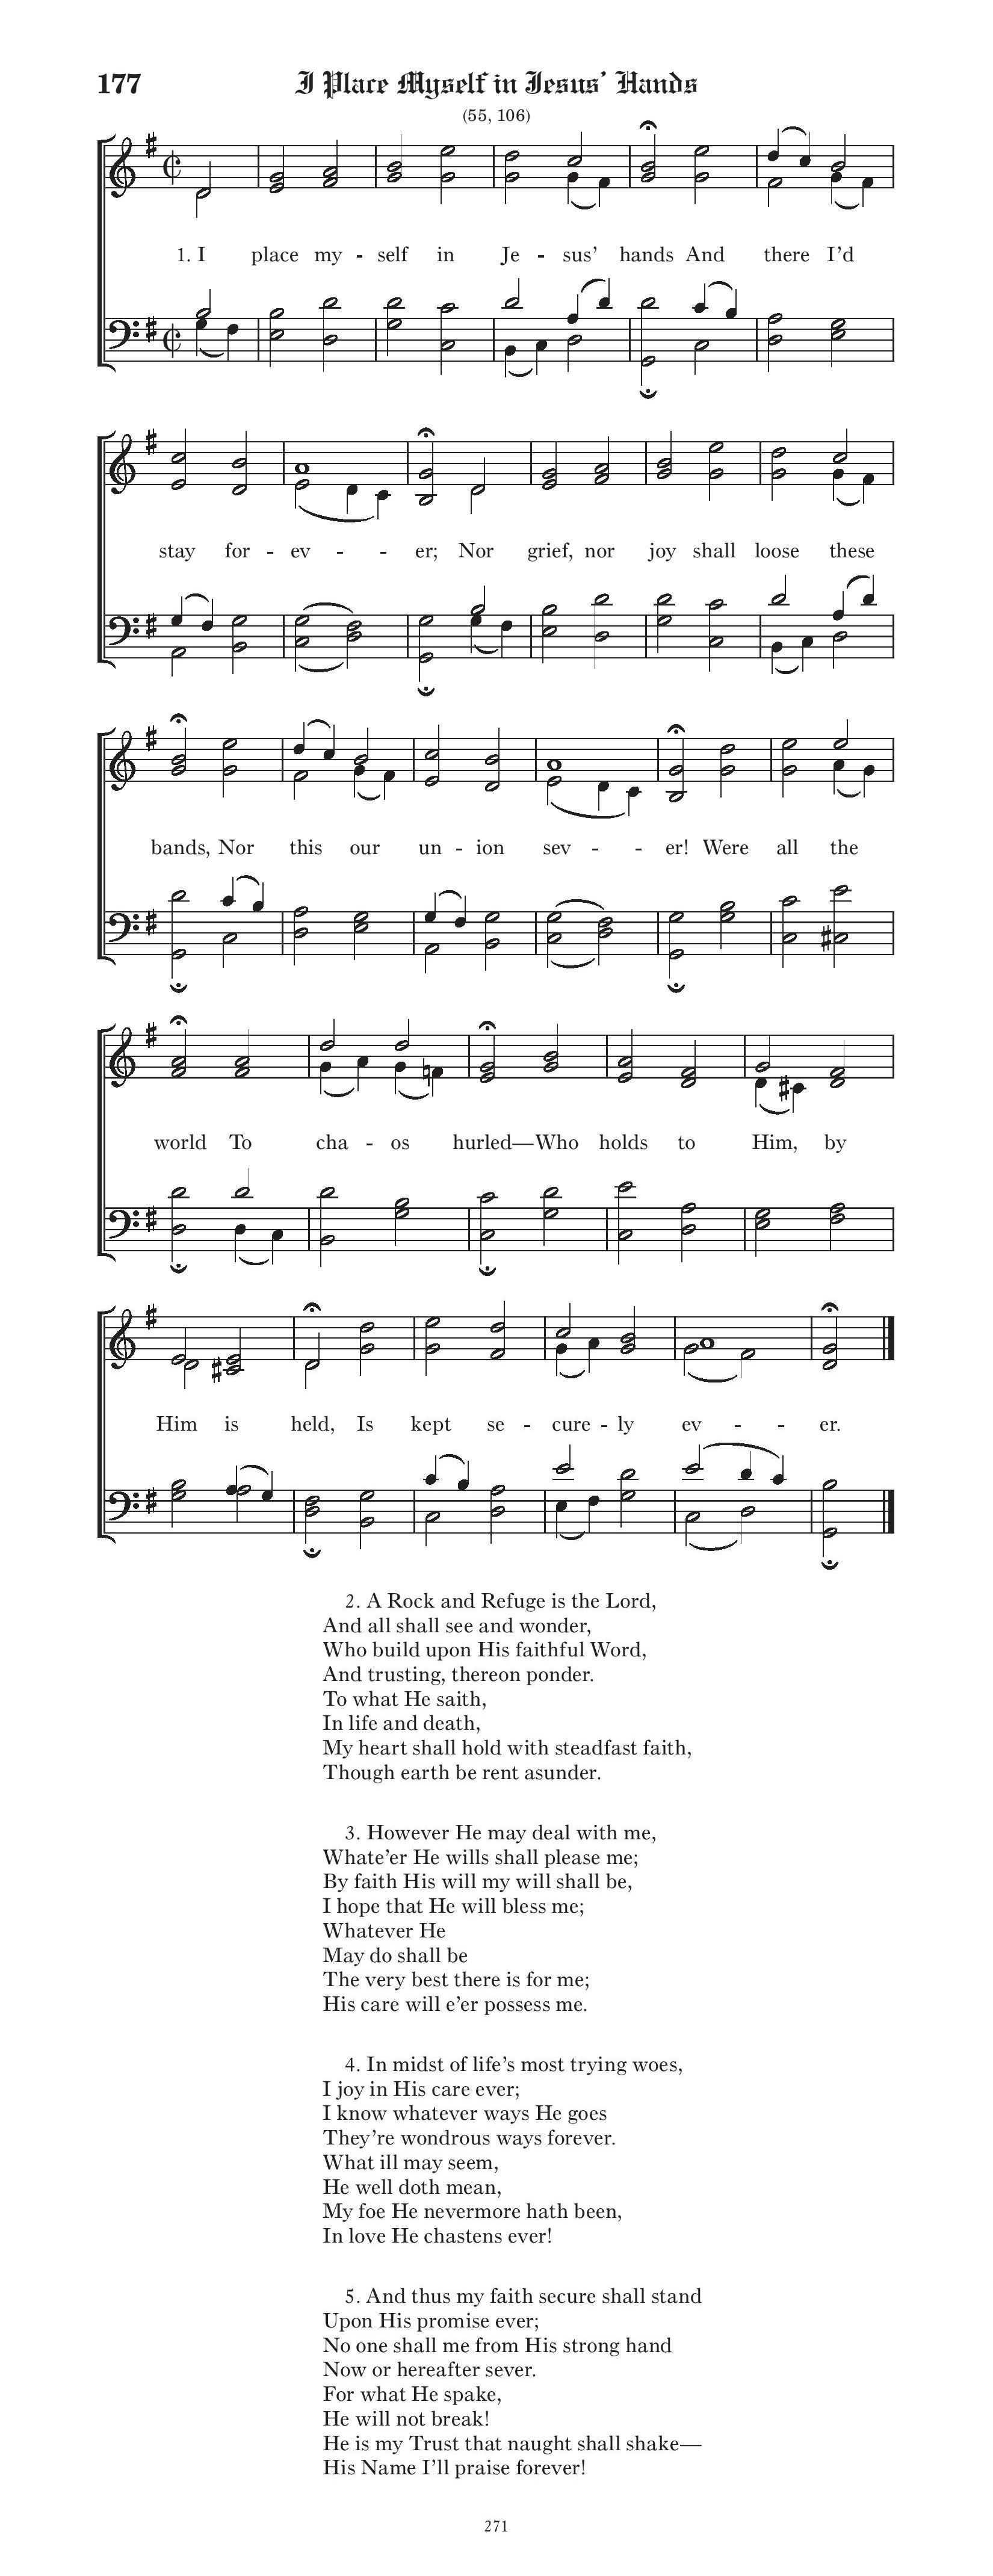 177 I Place Myself in Jesus’ Hands
(55, 106)
1. I place my - self in Je - sus’ hands And there I’d
stay for - ev - - er; Nor grief, nor joy shall loose these
bands, Nor this our un - ion sev - - er! Were all the
world To cha - os hurled—Who holds to Him, by
Him is held, Is kept se - cure - ly ev - - er.
2. A Rock and Refuge is the Lord,
And all shall see and wonder,
Who build upon His faithful Word,
And trusting, thereon ponder.
To what He saith,
In life and death,
My heart shall hold with steadfast faith,
Though earth be rent asunder.
3. However He may deal with me,
Whate’er He wills shall please me;
By faith His will my will shall be,
I hope that He will bless me;
Whatever He
May do shall be
The very best there is for me;
His care will e’er possess me.
4. In midst of life’s most trying woes,
I joy in His care ever;
I know whatever ways He goes
They’re wondrous ways forever.
What ill may seem,
He well doth mean,
My foe He nevermore hath been,
In love He chastens ever!
5. And thus my faith secure shall stand
Upon His promise ever;
No one shall me from His strong hand
Now or hereafter sever.
For what He spake,
He will not break!
He is my Trust that naught shall shake—
His Name I’ll praise forever!
271